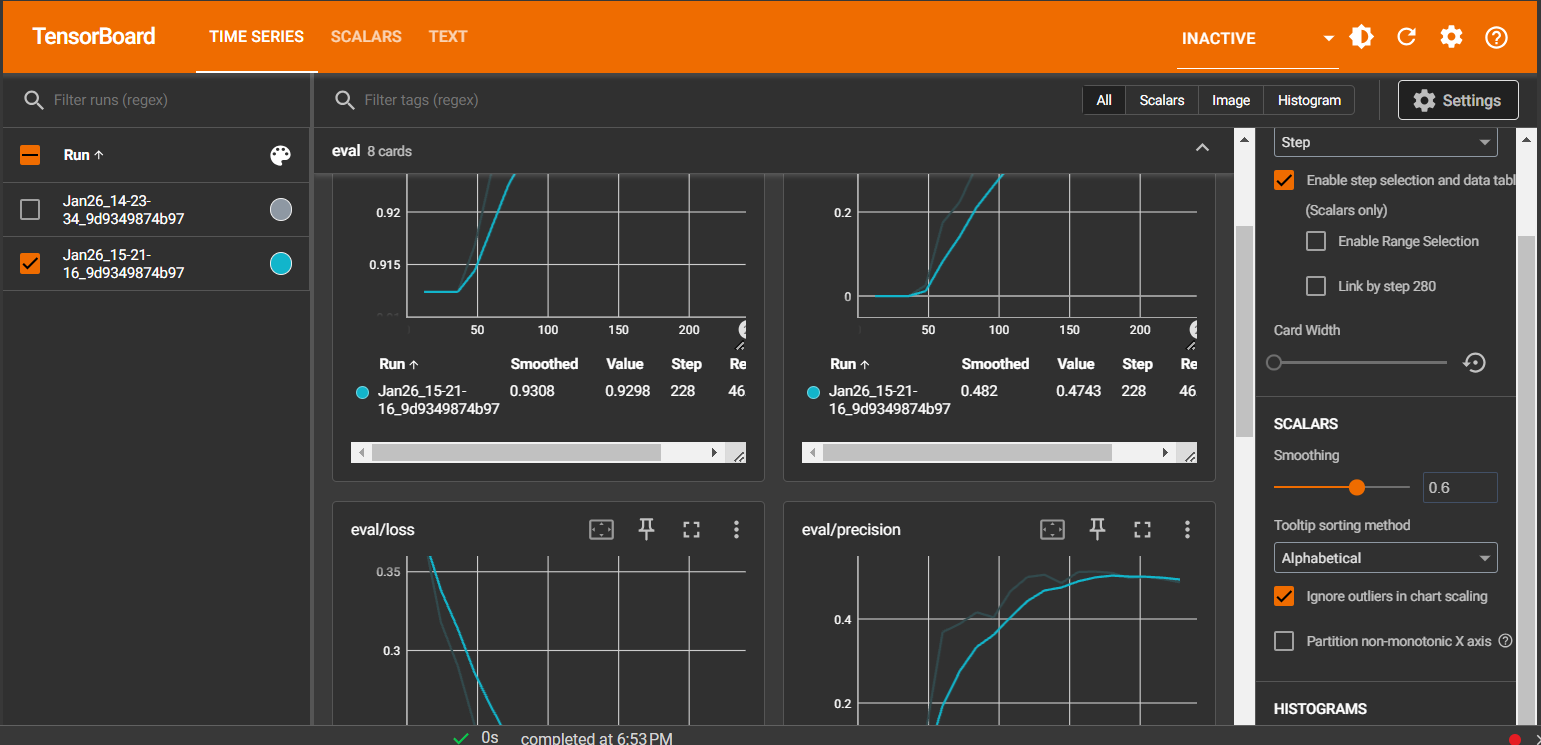 TensorBoard
TIME SERIES
SCALARS
TEXT
INACTIVE
Filter runs (regex)
Filter tags (regex)
All
Scalars
Image
Histogram
Settings
Run
Jan26_14-23-
34_9d9349874b97
Jan26_15-21-
16_9d9349874b97
eval 8 cards
0.92
0.915
0.91
50 100 150 200
Run Smoothed Value Step Re
Jan26_15-21- 0.9308 0.9298 228 46
16_9d9349874b97
0.2
0
50 100 150 200
Run Smoothed Value Step Re
Jan26_15-21- 0.482 0.4743 228 46
16_9d9349874b97
eval/loss
0.35
0.3
eval/precision
0.4
0.2
Step
Enable step selection and data tabl
(Scalars only)
Enable Range Selection
Link by step 280
Card Width
SCALARS
Smoothing
0.6
Tooltip sorting method
Alphabetical
Ignore outliers in chart scaling
Partition non-monotonic X axis
HISTOGRAMS
0s completed at 6:53 PM